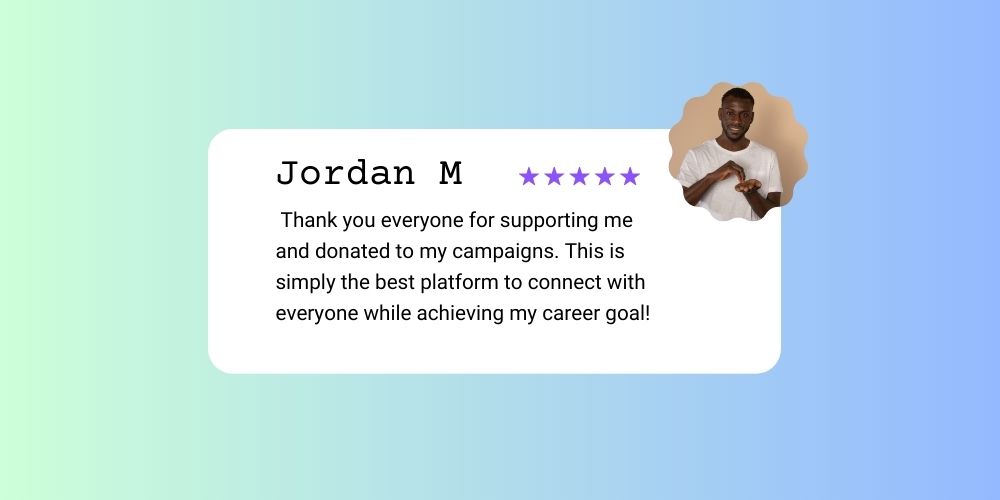 Jordan M
Thank you everyone for supporting me
and donated to my campaigns. This is
simply the best platform to connect with
everyone while achieving my career goal!